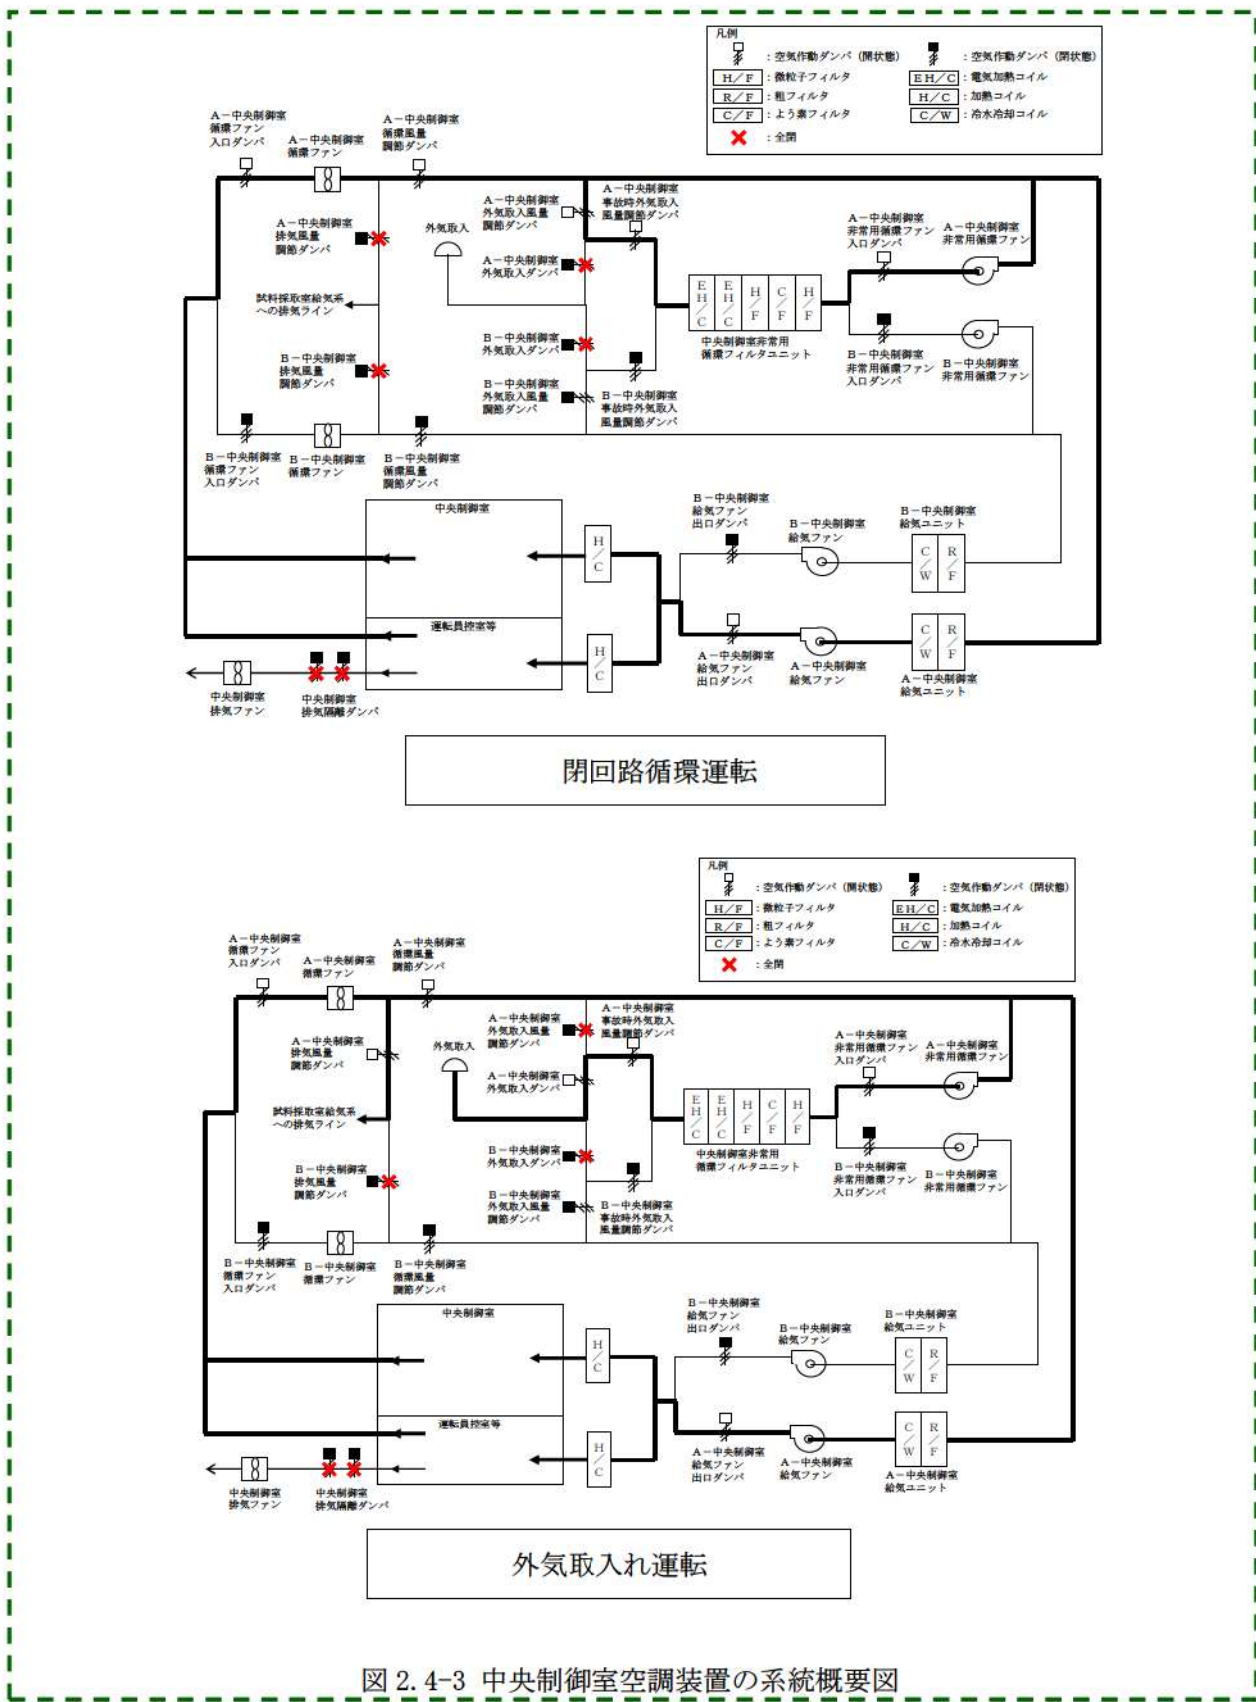 凡例
：空気作動ダンパ（開状態）
：空気作動ダンパ（閉状態）
H／F
：微粒子フィルタ
EH／C
：電気加熱コイル
R／F
：粗フィルタ
H／C
：加熱コイル
C／F
：よう素フィルタ
C／W
：冷水冷却コイル
：全閉
A－中央制御室
循環ファン
入口ダンパ
A－中央制御室
循環ファン
A－中央制御室
循環風量
調節ダンパ
A－中央制御室
排気風量
調節ダンパ
外気取入
A－中央制御室
外気取入風量
調節ダンパ
A－中央制御室
事故時外気取入
風量調節ダンパ
A－中央制御室
外気取入ダンパ
A－中央制御室
非常用循環ファン
入口ダンパ
A－中央制御室
非常用循環ファン
試料採取室給気系
への排気ライン
EH／C
EH／C
H／F
C／F
H／F
中央制御室非常用
循環フィルタユニット
B－中央制御室
排気風量
調節ダンパ
B－中央制御室
外気取入ダンパ
B－中央制御室
外気取入風量
調節ダンパ
B－中央制御室
事故時外気取入
風量調節ダンパ
B－中央制御室
非常用循環ファン
入口ダンパ
B－中央制御室
非常用循環ファン
B－中央制御室
循環ファン
入口ダンパ
B－中央制御室
循環ファン
B－中央制御室
循環風量
調節ダンパ
中央制御室
H／C
B－中央制御室
給気ファン
出口ダンパ
B－中央制御室
給気ファン
B－中央制御室
給気ユニット
C／W
R／F
運転員控室等
H／C
A－中央制御室
給気ファン
出口ダンパ
A－中央制御室
給気ファン
C／W
R／F
A－中央制御室
給気ユニット
中央制御室
排気ファン
中央制御室
排気隔離ダンパ
閉回路循環運転
凡例
：空気作動ダンパ（開状態）
：空気作動ダンパ（閉状態）
H／F
：微粒子フィルタ
EH／C
：電気加熱コイル
R／F
：粗フィルタ
H／C
：加熱コイル
C／F
：よう素フィルタ
C／W
：冷水冷却コイル
：全閉
A－中央制御室
循環ファン
入口ダンパ
A－中央制御室
循環ファン
A－中央制御室
循環風量
調節ダンパ
A－中央制御室
排気風量
調節ダンパ
外気取入
A－中央制御室
外気取入風量
調節ダンパ
A－中央制御室
事故時外気取入
風量調節ダンパ
A－中央制御室
外気取入ダンパ
A－中央制御室
非常用循環ファン
入口ダンパ
A－中央制御室
非常用循環ファン
試料採取室給気系
への排気ライン
EH／C
EH／C
H／F
C／F
H／F
中央制御室非常用
循環フィルタユニット
B－中央制御室
排気風量
調節ダンパ
B－中央制御室
外気取入ダンパ
B－中央制御室
外気取入風量
調節ダンパ
B－中央制御室
事故時外気取入
風量調節ダンパ
B－中央制御室
非常用循環ファン
入口ダンパ
B－中央制御室
非常用循環ファン
B－中央制御室
循環ファン
入口ダンパ
B－中央制御室
循環ファン
B－中央制御室
循環風量
調節ダンパ
中央制御室
H／C
B－中央制御室
給気ファン
出口ダンパ
B－中央制御室
給気ファン
B－中央制御室
給気ユニット
C／W
R／F
運転員控室等
H／C
A－中央制御室
給気ファン
出口ダンパ
A－中央制御室
給気ファン
C／W
R／F
A－中央制御室
給気ユニット
中央制御室
排気ファン
中央制御室
排気隔離ダンパ
外気取入れ運転
図 2.4-3 中央制御室空調装置の系統概要図